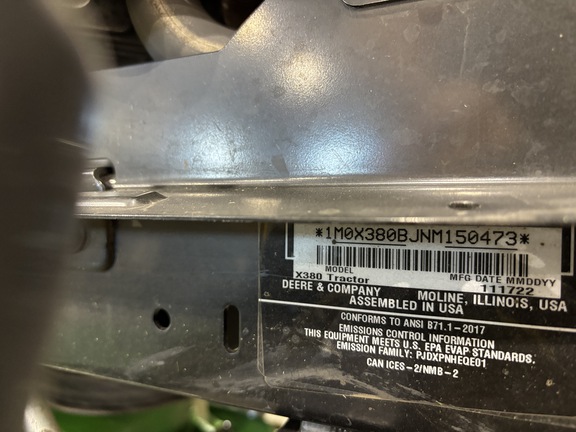 *1M0X380BJNM150473*
MODEL
X380 Tractor
MFG DATE MMDDYY
111722
DEERE & COMPANY MOLINE, ILLINOIS, USA
ASSEMBLED IN USA
CONFORMS TO ANSI B71.1-2017
EMISSIONS CONTROL INFORMATION
THIS EQUIPMENT MEETS U.S. EPA EVAP STANDARDS.
EMISSION FAMILY: PJDXPNHEQE01
CAN ICES-2/NMB-2